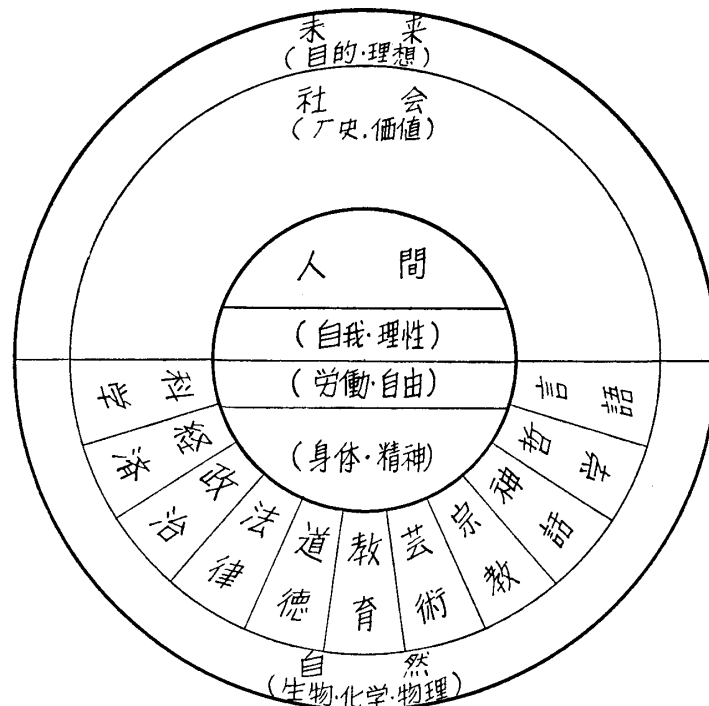 未来
(目的・理想)
社会
(厂史.価値)
人間
(自我・理性)
(労働・自由)
(身体・精神)
科学
経済
政治
法律
道徳
教育
芸術
宗教
神話
哲学
言語
自然
(生物・化学・物理)